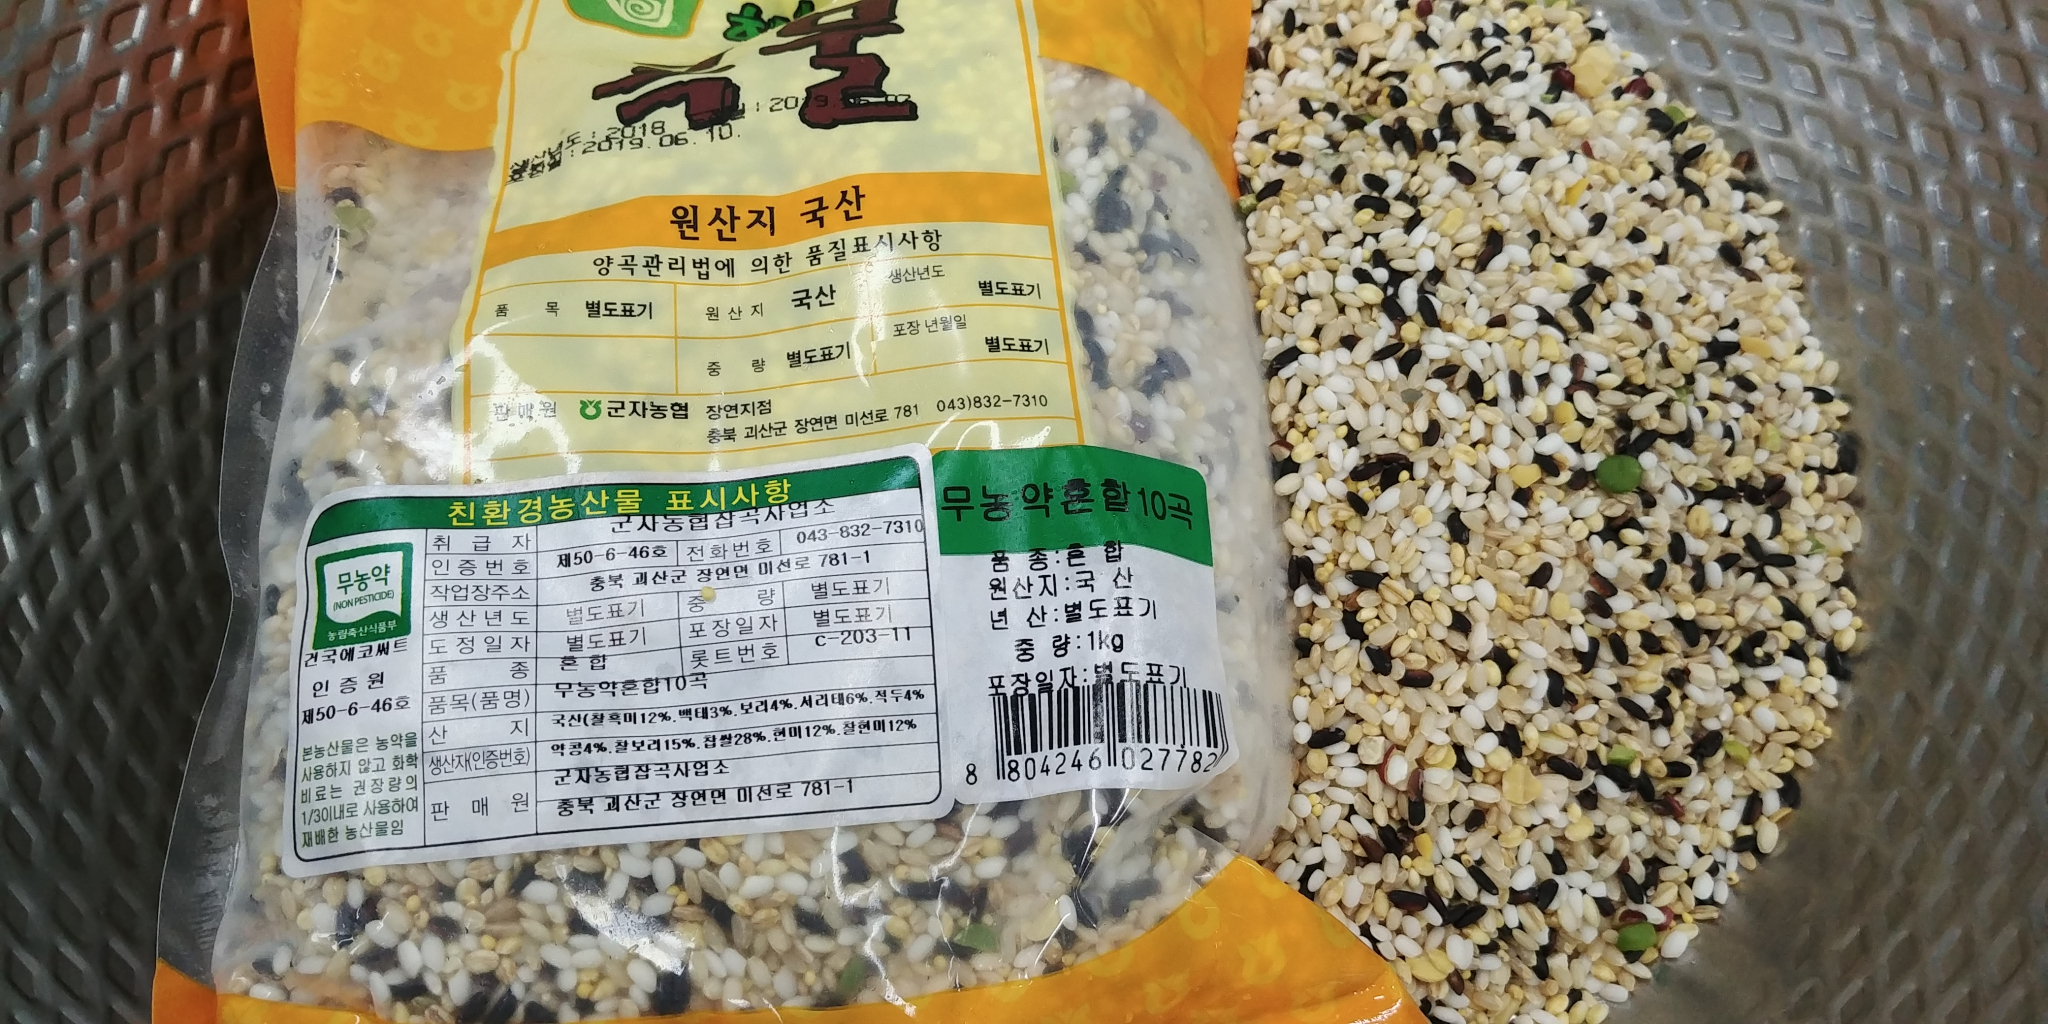 곡물
생산년도 : 2018
: 2019.06.10.
원산지 국산
양곡관리법에 의한 품질표시사항
품 목 별도표기 원산지 국산 생산년도 별도표기
중 량 별도표기 포장 년월일 별도표기
판매원 군자농협 장연지점
충북 괴산군 장연면 미선로 781 043)832-7310
친환경농산물 표시사항
무농약
(NON PESTICIDE)
농림축산식품부
건국에코써트
인 증 원
제50-6-46호
본농산물은 농약을
사용하지 않고 화학
비료는 권장량의
1/3이내로 사용하여
재배한 농산물임
취 급 자 군자농협잡곡사업소
인증번호 제50-6-46호 전화번호 043-832-7310
작업장주소 충북 괴산군 장연면 미선로 781-1
생산년도 별도표기 중 량 별도표기
도정일자 별도표기 포장일자 별도표기
품 종 혼합 롯트번호 c-203-11
품목(품명) 무농약혼합10곡
산 지 국산(찰흑미12%.백태3%.보리4%.서리태6%.적두4%
약콩4%.찰보리15%.찹쌀28%.현미12%.찰현미12%
생산자(인증번호) 군자농협잡곡사업소
판 매 원 충북 괴산군 장연면 미선로 781-1
무농약혼합10곡
품 종:혼 합
원산지:국 산
년 산:별도표기
중 량:1kg
포장일자:별도표기
8 804246 027782